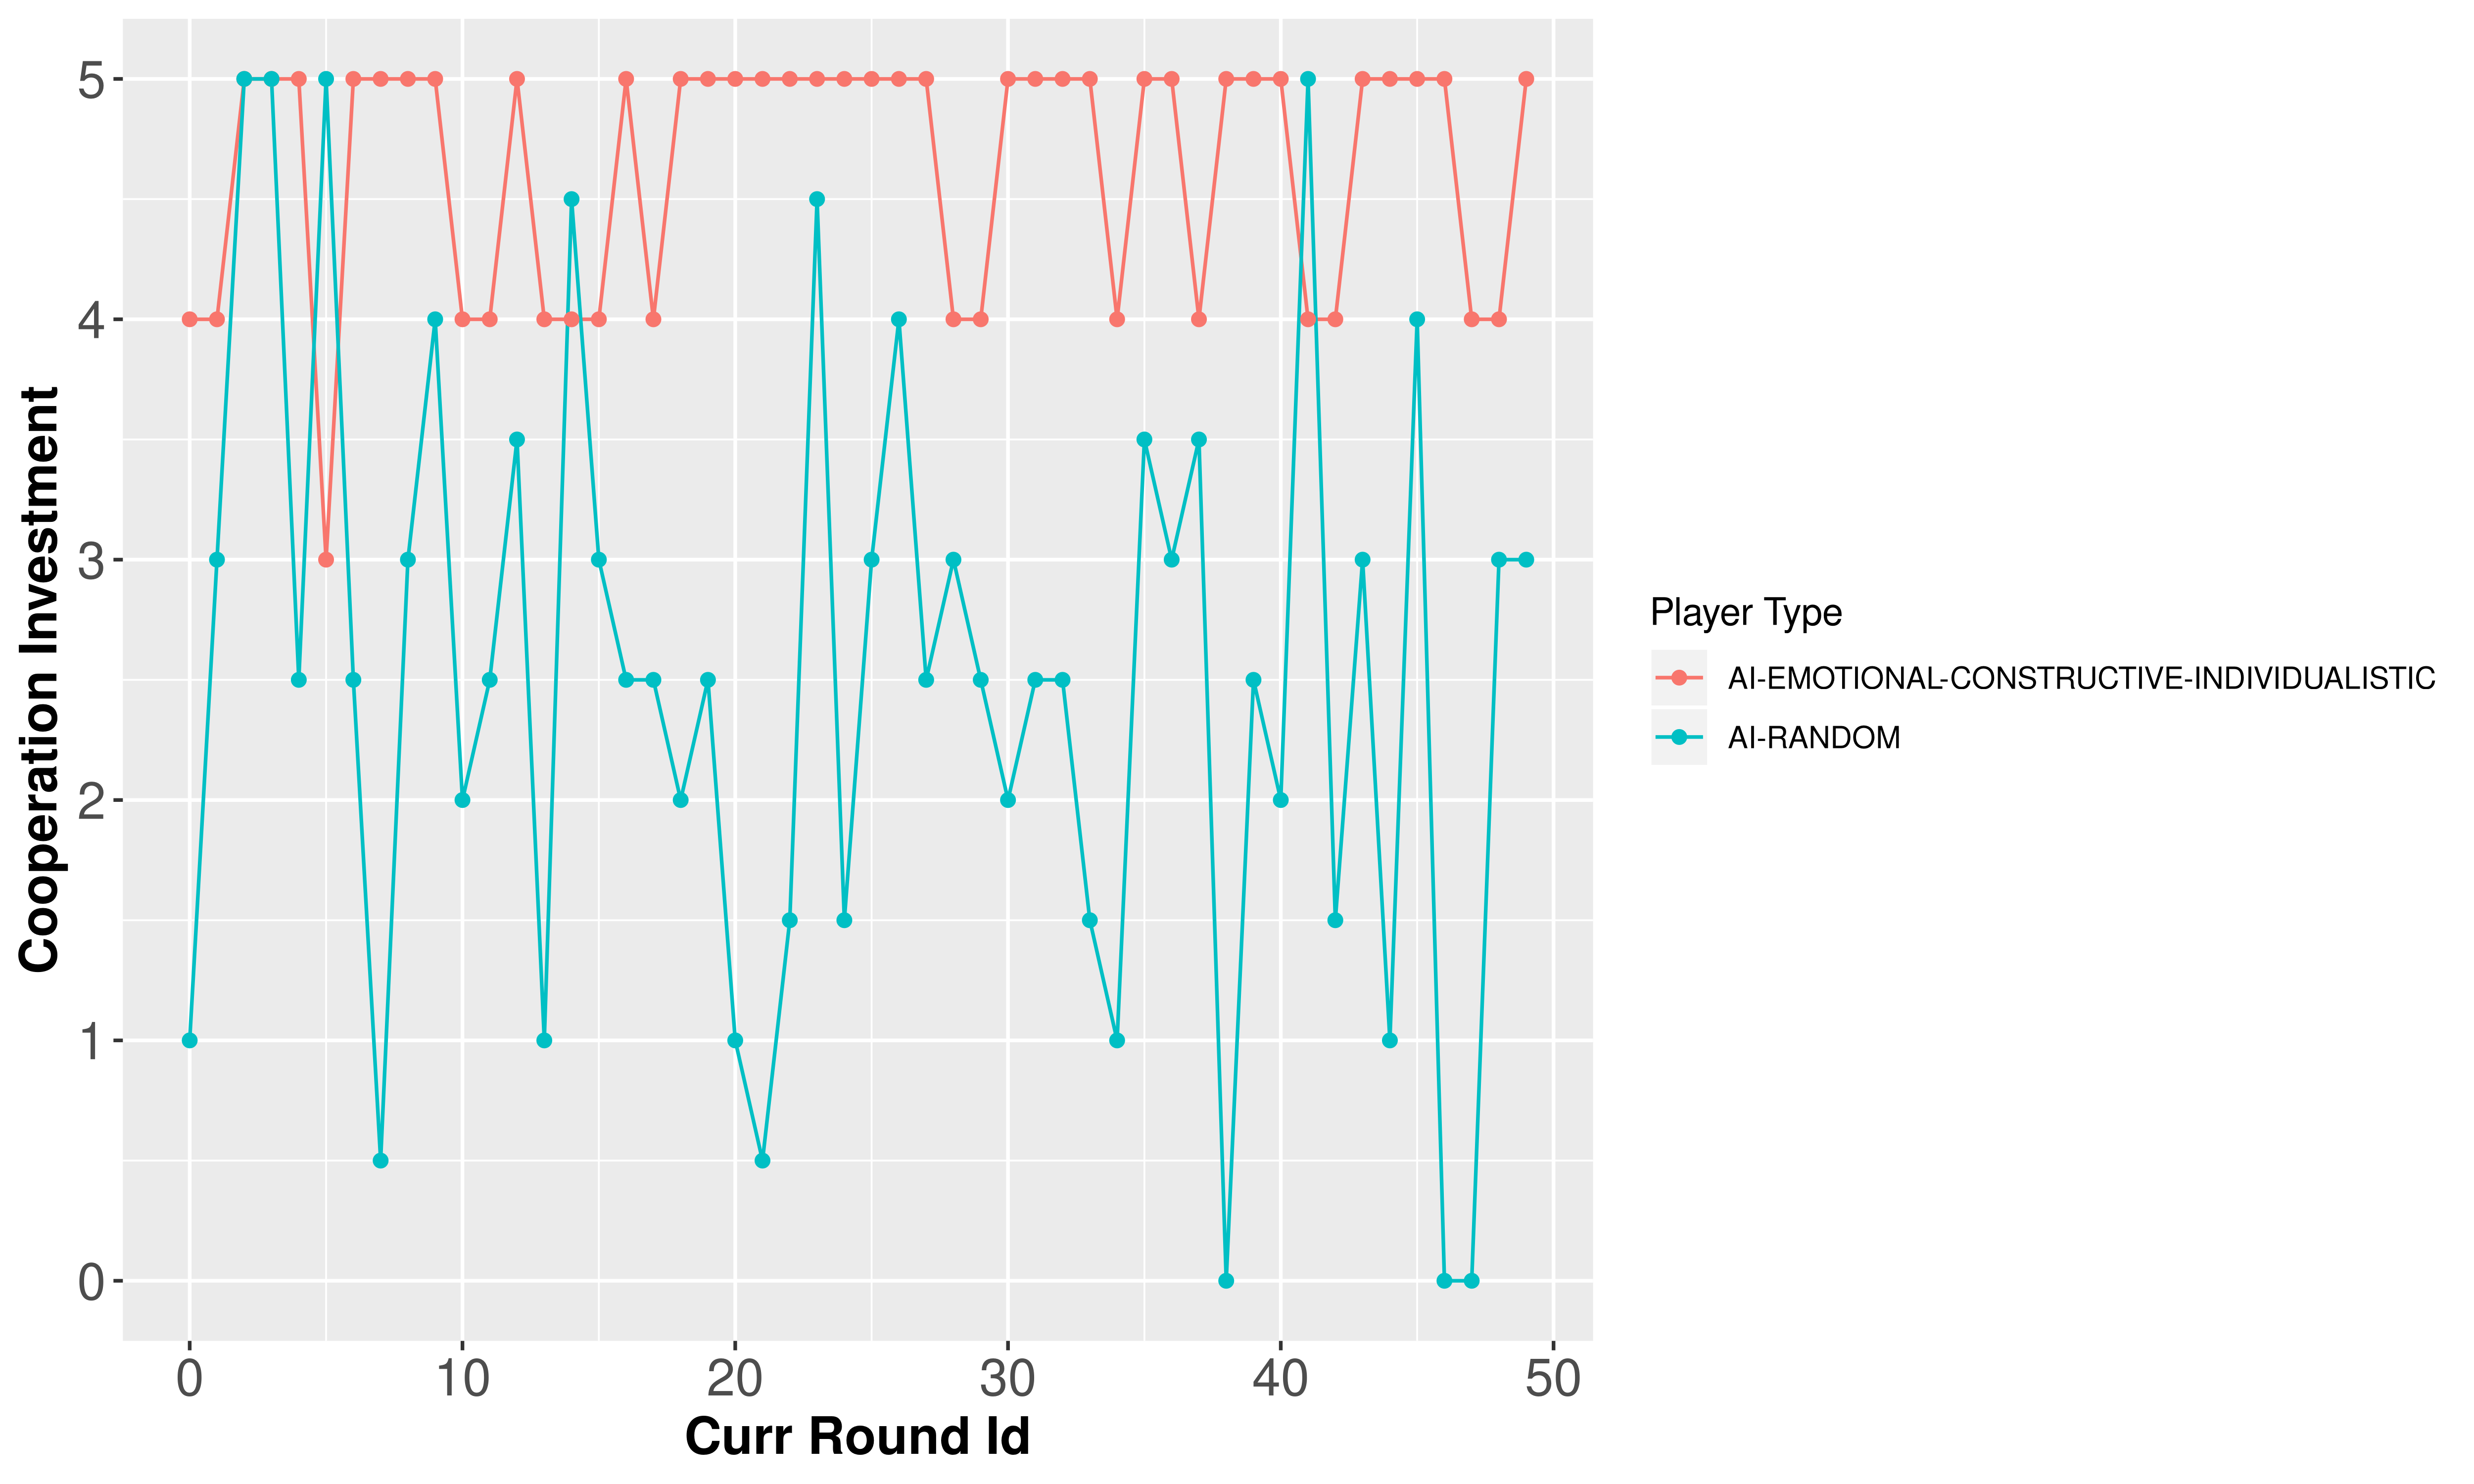 5
4
3
2
1
0
Cooperation Investment
0 10 20 30 40 50
Curr Round Id
Player Type
AI-EMOTIONAL-CONSTRUCTIVE-INDIVIDUALISTIC
AI-RANDOM